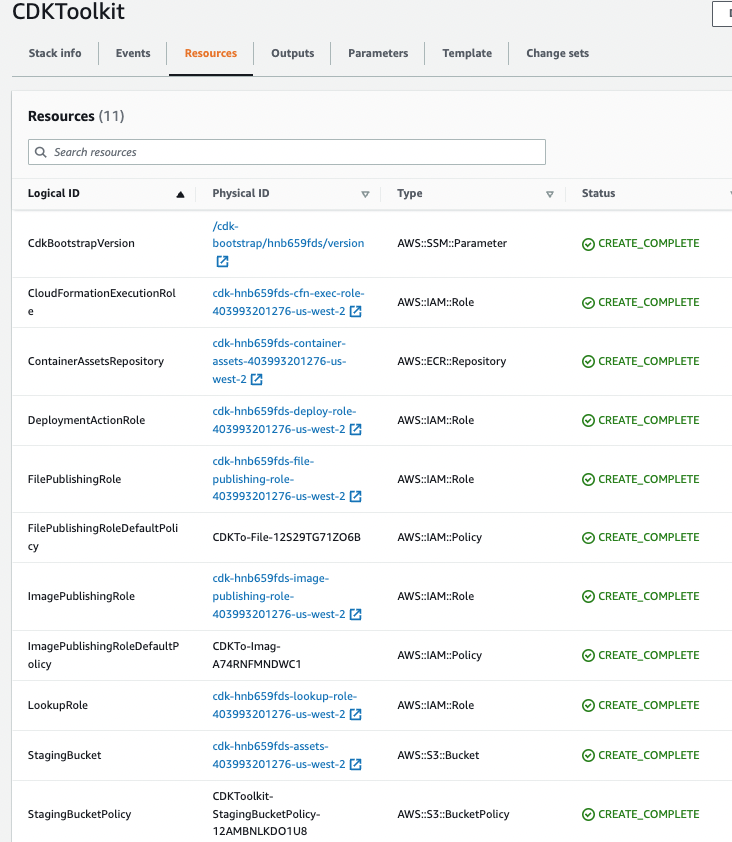 CDKToolkit
Stack info Events Resources Outputs Parameters Template Change sets
Resources (11)
Search resources
Logical ID Physical ID Type Status
CdkBootstrapVersion
/cdk-
bootstrap/hnb659fds/version
AWS::SSM::Parameter
CREATE_COMPLETE
CloudFormationExecutionRol
e
cdk-hnb659fds-cfn-exec-role-
403993201276-us-west-2
AWS::IAM::Role
CREATE_COMPLETE
ContainerAssetsRepository
cdk-hnb659fds-container-
assets-403993201276-us-
west-2
AWS::ECR::Repository
CREATE_COMPLETE
DeploymentActionRole
cdk-hnb659fds-deploy-role-
403993201276-us-west-2
AWS::IAM::Role
CREATE_COMPLETE
FilePublishingRole
cdk-hnb659fds-file-
publishing-role-
403993201276-us-west-2
AWS::IAM::Role
CREATE_COMPLETE
FilePublishingRoleDefaultPoli
cy
CDKTo-File-12S29TG71ZO6B
AWS::IAM::Policy
CREATE_COMPLETE
ImagePublishingRole
cdk-hnb659fds-image-
publishing-role-
403993201276-us-west-2
AWS::IAM::Role
CREATE_COMPLETE
ImagePublishingRoleDefaultP
olicy
CDKTo-Imag-
A74RNFMNDWC1
AWS::IAM::Policy
CREATE_COMPLETE
LookupRole
cdk-hnb659fds-lookup-role-
403993201276-us-west-2
AWS::IAM::Role
CREATE_COMPLETE
StagingBucket
cdk-hnb659fds-assets-
403993201276-us-west-2
AWS::S3::Bucket
CREATE_COMPLETE
StagingBucketPolicy
CDKToolkit-
StagingBucketPolicy-
12AMBNLKDO1U8
AWS::S3::BucketPolicy
CREATE_COMPLETE